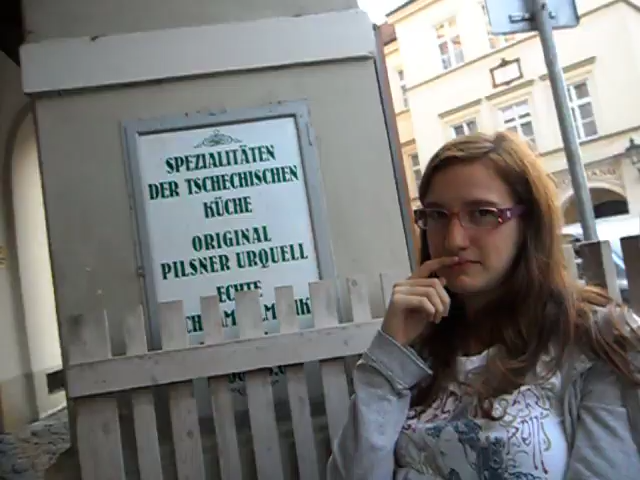 SPEZIALITÄTEN
DER TSCHECHISCHEN
KÜCHE
ORIGINAL
PILSNER URQUELL
ECHTE